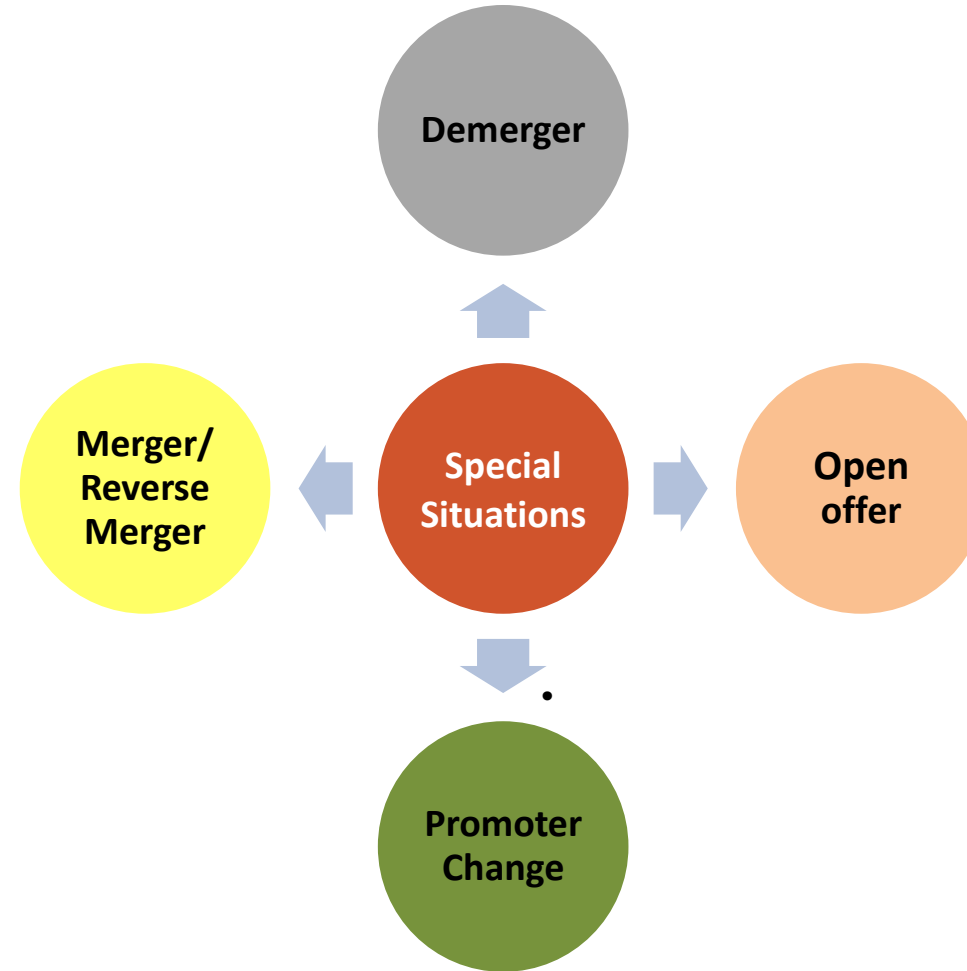 Demerger
Merger/
Reverse
Merger
Special
Situations
Open
offer
.
Promoter
Change